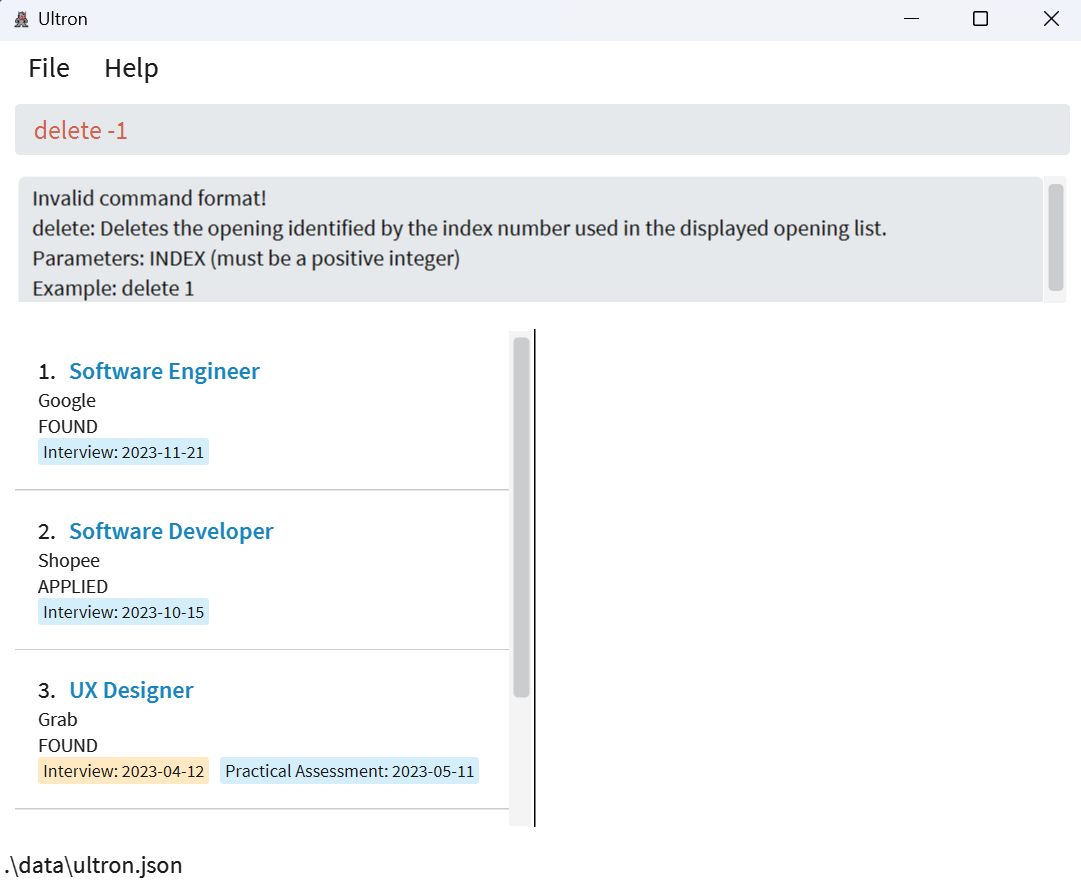 Ultron
File Help
delete -1
Invalid command format!
delete: Deletes the opening identified by the index number used in the displayed opening list.
Parameters: INDEX (must be a positive integer)
Example: delete 1
1. Software Engineer
Google
FOUND
Interview: 2023-11-21
2. Software Developer
Shopee
APPLIED
Interview: 2023-10-15
3. UX Designer
Grab
FOUND
Interview: 2023-04-12 Practical Assessment: 2023-05-11
.\data\ultron.json